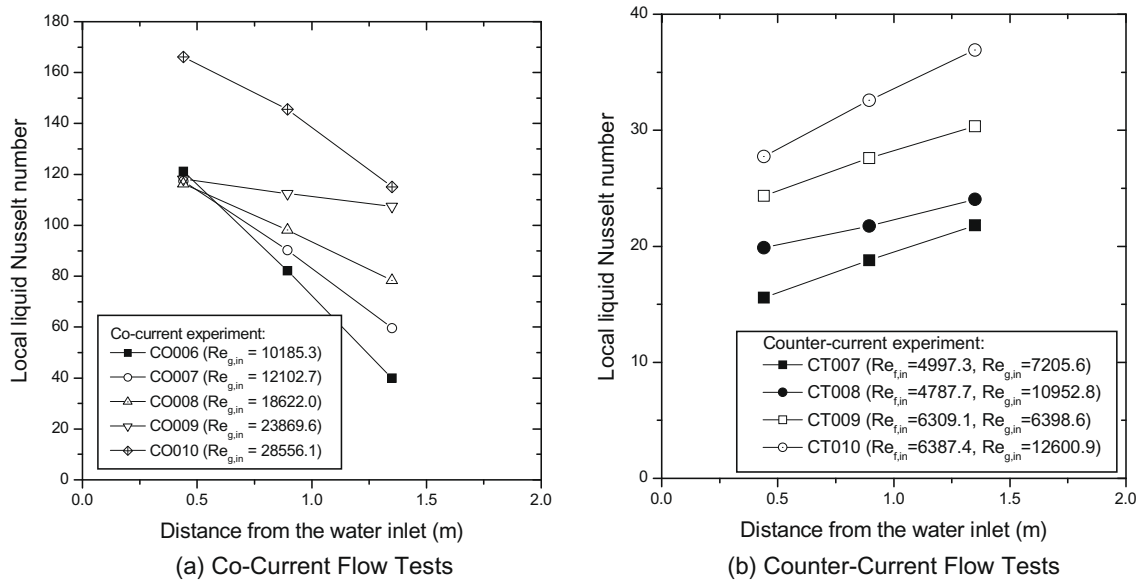 180
160
140
120
100
80
60
40
20
0
Local liquid Nusselt number
Co-current experiment:
CO006 (Re_g,in = 10185.3)
CO007 (Re_g,in = 12102.7)
CO008 (Re_g,in = 18622.0)
CO009 (Re_g,in = 23869.6)
CO010 (Re_g,in = 28556.1)
0.0 0.5 1.0 1.5 2.0
Distance from the water inlet (m)
(a) Co-Current Flow Tests
40
30
20
10
0
Local liquid Nusselt number
Counter-current experiment:
CT007 (Re_f,in=4997.3, Re_g,in=7205.6)
CT008 (Re_f,in=4787.7, Re_g,in=10952.8)
CT009 (Re_f,in=6309.1, Re_g,in=6398.6)
CT010 (Re_f,in=6387.4, Re_g,in=12600.9)
0.0 0.5 1.0 1.5 2.0
Distance from the water inlet (m)
(b) Counter-Current Flow Tests